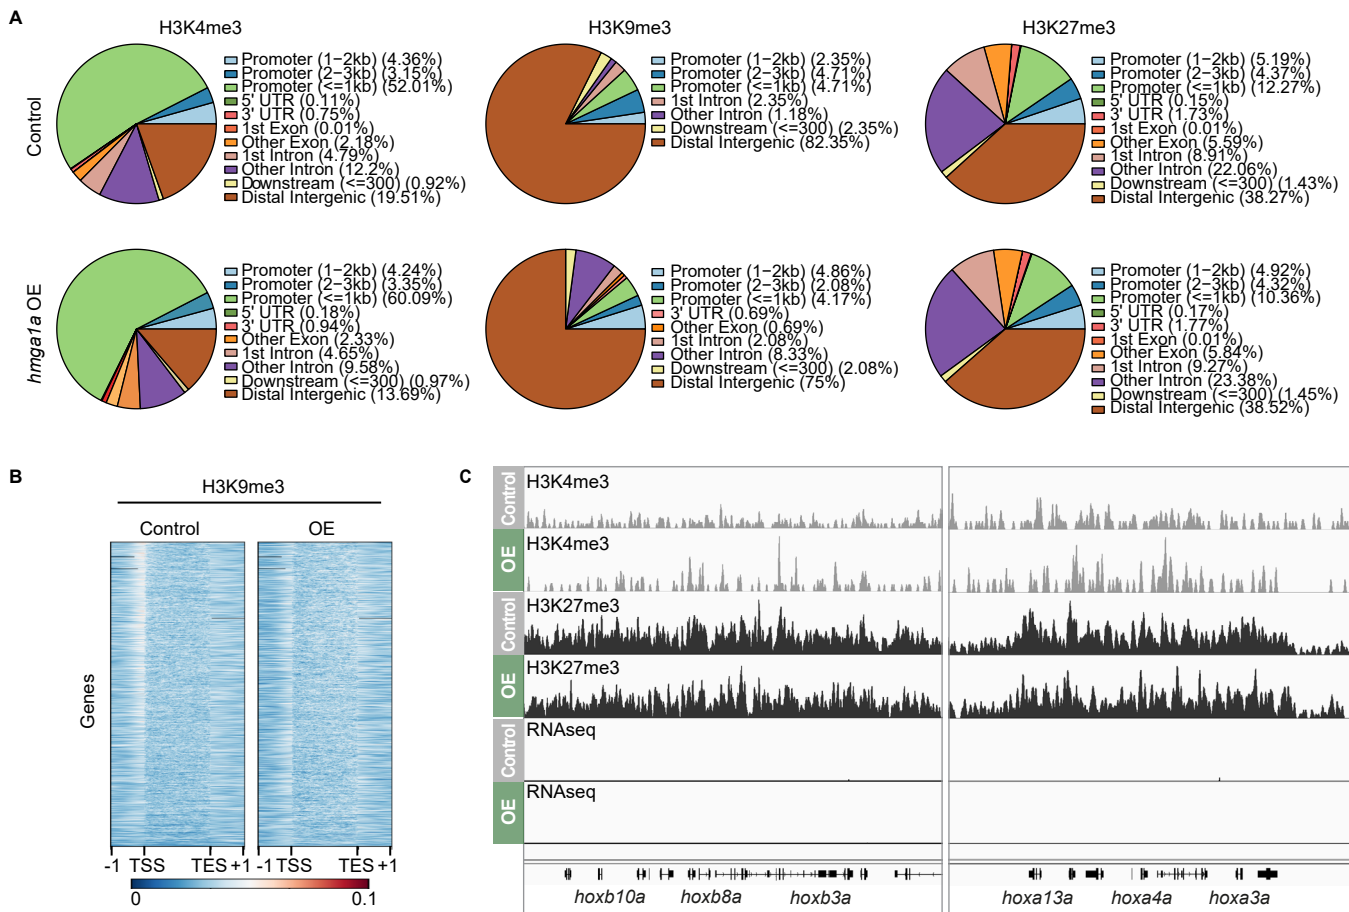 A
H3K4me3
H3K9me3
H3K27me3
Control
Promoter (1−2kb) (4.36%)
Promoter (2−3kb) (3.15%)
Promoter (<=1kb) (52.01%)
5' UTR (0.11%)
3' UTR (0.75%)
1st Exon (0.01%)
Other Exon (2.18%)
1st Intron (4.79%)
Other Intron (12.2%)
Downstream (<=300) (0.92%)
Distal Intergenic (19.51%)
Promoter (1−2kb) (2.35%)
Promoter (2−3kb) (4.71%)
Promoter (<=1kb) (4.71%)
1st Intron (2.35%)
Other Intron (1.18%)
Downstream (<=300) (2.35%)
Distal Intergenic (82.35%)
Promoter (1−2kb) (5.19%)
Promoter (2−3kb) (4.37%)
Promoter (<=1kb) (12.27%)
5' UTR (0.15%)
3' UTR (1.73%)
1st Exon (0.01%)
Other Exon (5.59%)
1st Intron (8.91%)
Other Intron (22.06%)
Downstream (<=300) (1.43%)
Distal Intergenic (38.27%)
hmga1a OE
Promoter (1−2kb) (4.24%)
Promoter (2−3kb) (3.35%)
Promoter (<=1kb) (60.09%)
5' UTR (0.18%)
3' UTR (0.94%)
Other Exon (2.33%)
1st Intron (4.65%)
Other Intron (9.58%)
Downstream (<=300) (0.97%)
Distal Intergenic (13.69%)
Promoter (1−2kb) (4.86%)
Promoter (2−3kb) (2.08%)
Promoter (<=1kb) (4.17%)
3' UTR (0.69%)
Other Exon (0.69%)
1st Intron (2.08%)
Other Intron (8.33%)
Downstream (<=300) (2.08%)
Distal Intergenic (75%)
Promoter (1−2kb) (4.92%)
Promoter (2−3kb) (4.32%)
Promoter (<=1kb) (10.36%)
5' UTR (0.17%)
3' UTR (1.77%)
1st Exon (0.01%)
Other Exon (5.84%)
1st Intron (9.27%)
Other Intron (23.38%)
Downstream (<=300) (1.45%)
Distal Intergenic (38.52%)
B
H3K9me3
Control
OE
Genes
-1 TSS TES +1
-1 TSS TES +1
0 0.1
C
Control
H3K4me3
OE
H3K4me3
Control
H3K27me3
OE
H3K27me3
Control
RNAseq
OE
RNAseq
hoxb10a hoxb8a hoxb3a
hoxa13a hoxa4a hoxa3a